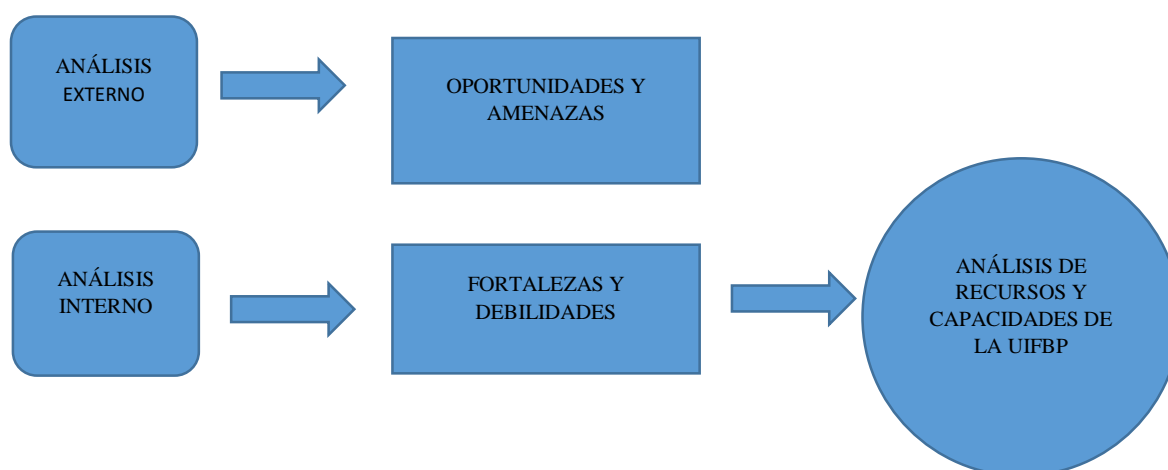 ANÁLISIS
EXTERNO
OPORTUNIDADES Y
AMENAZAS
ANÁLISIS
INTERNO
FORTALEZAS Y
DEBILIDADES
ANÁLISIS DE
RECURSOS Y
CAPACIDADES DE
LA UIFBP